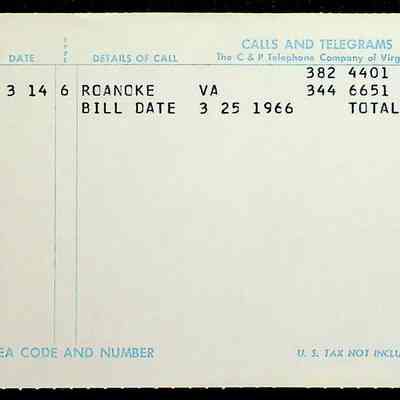 CALLS AND TELEGRAMS
DATE TYPE DETAILS OF CALL The C & P Telephone Company of Virg
382 4401
3 14 6 ROANOKE VA 344 6651
BILL DATE 3 25 1966 TOTAL
EA CODE AND NUMBER U. S. TAX NOT INCLU